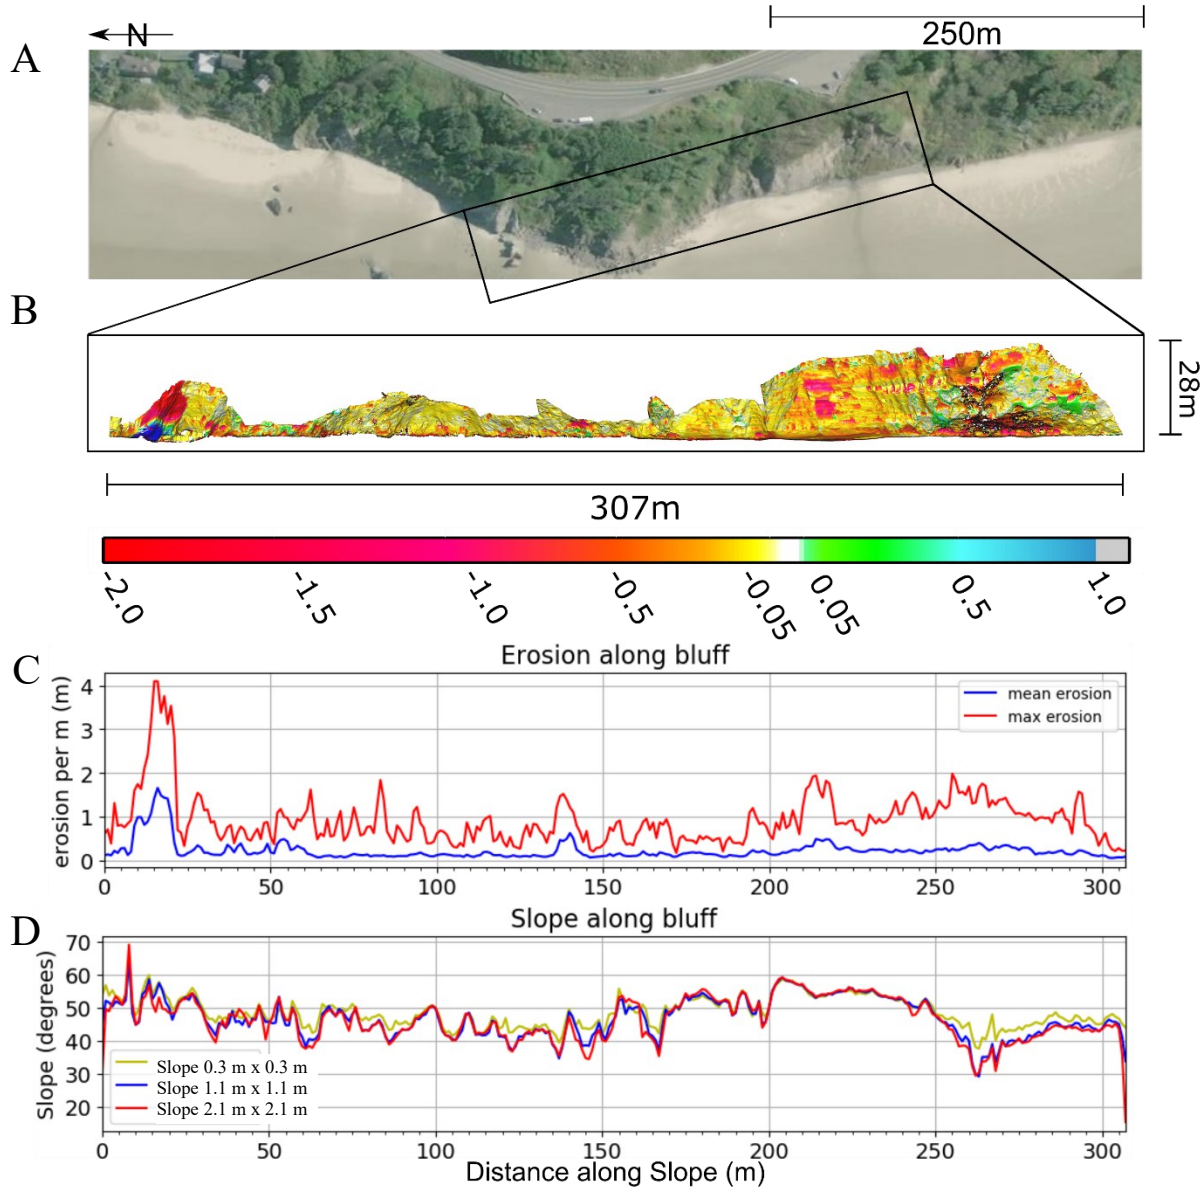 A
N
250m
B
28m
307m
-2.0
-1.5
-1.0
-0.5
-0.05
0.05
0.5
1.0
C
Erosion along bluff
erosion per m (m)
4
3
2
1
0
mean erosion
max erosion
0 50 100 150 200 250 300
D
Slope along bluff
Slope (degrees)
70
60
50
40
30
20
Slope 0.3 m x 0.3 m
Slope 1.1 m x 1.1 m
Slope 2.1 m x 2.1 m
0 50 100 150 200 250 300
Distance along Slope (m)